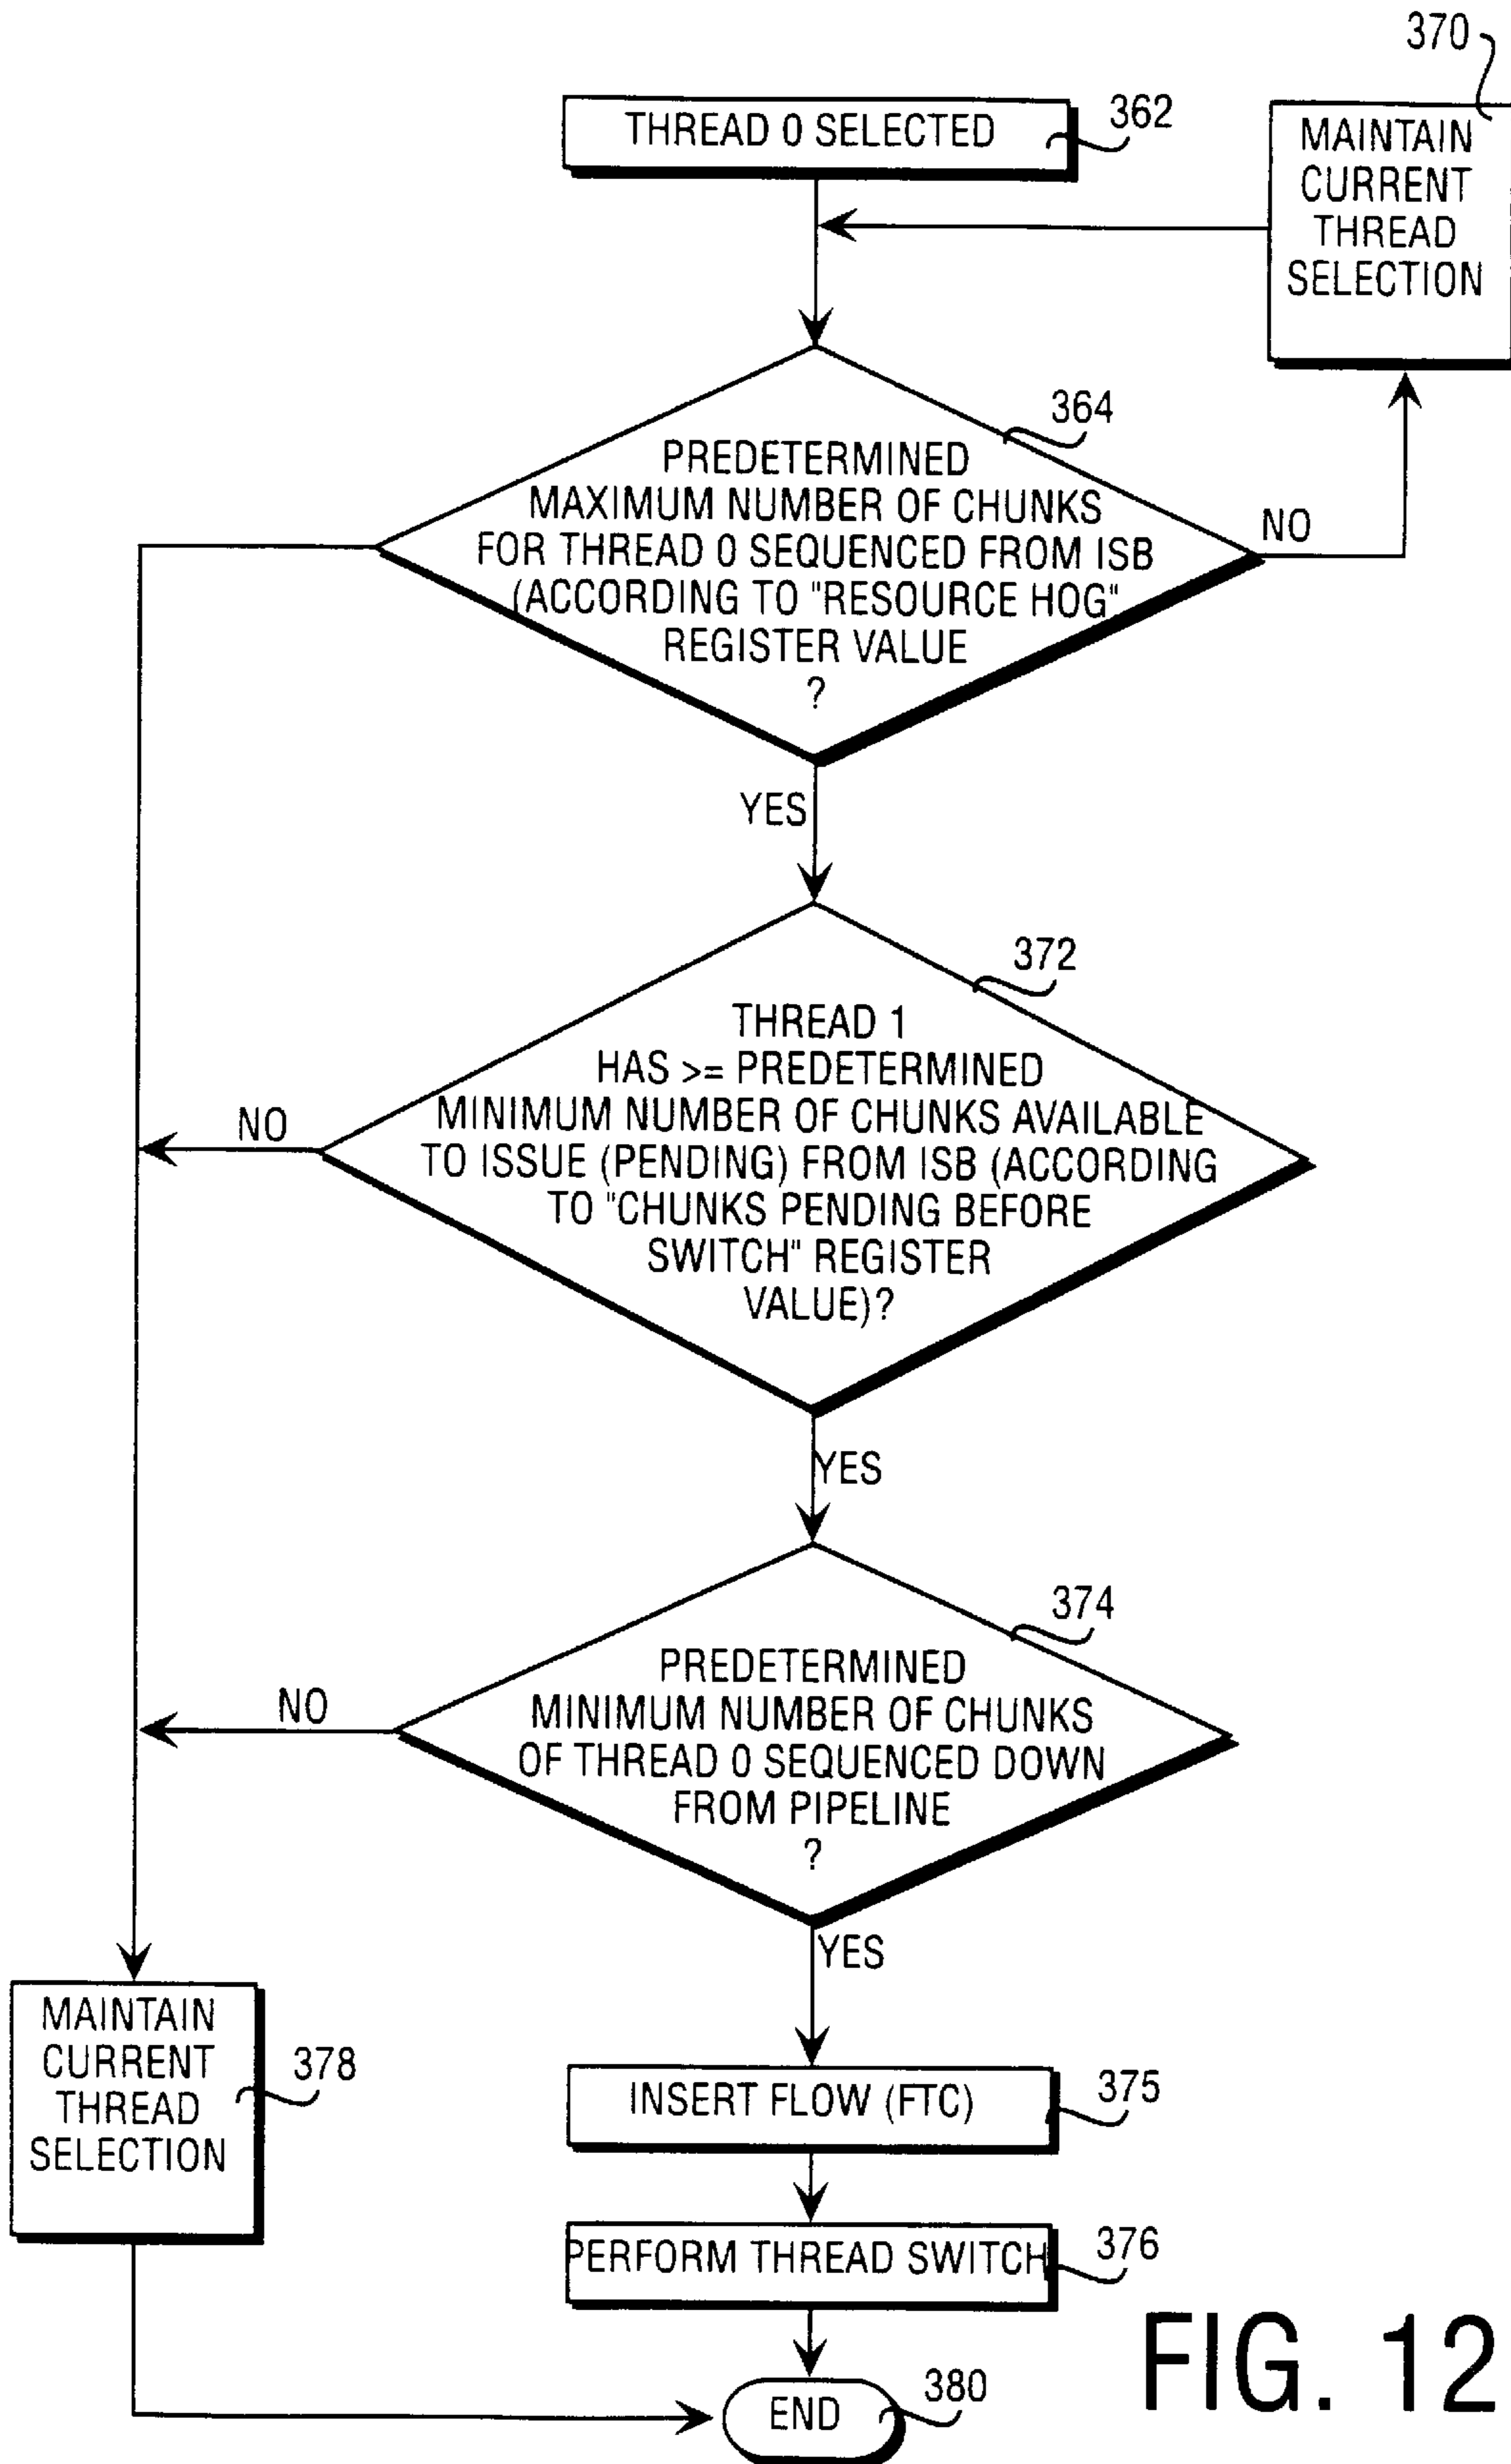 370
THREAD 0 SELECTED
362
MAINTAIN
CURRENT
THREAD
SELECTION
364
PREDETERMINED
MAXIMUM NUMBER OF CHUNKS
FOR THREAD 0 SEQUENCED FROM ISB
(ACCORDING TO "RESOURCE HOG"
REGISTER VALUE
?
NO
YES
372
THREAD 1
HAS >= PREDETERMINED
MINIMUM NUMBER OF CHUNKS AVAILABLE
TO ISSUE (PENDING) FROM ISB (ACCORDING
TO "CHUNKS PENDING BEFORE
SWITCH" REGISTER
VALUE)?
NO
YES
374
PREDETERMINED
MINIMUM NUMBER OF CHUNKS
OF THREAD 0 SEQUENCED DOWN
FROM PIPELINE
?
NO
YES
MAINTAIN
CURRENT
THREAD
SELECTION
378
INSERT FLOW (FTC)
375
PERFORM THREAD SWITCH
376
END
380
FIG. 12